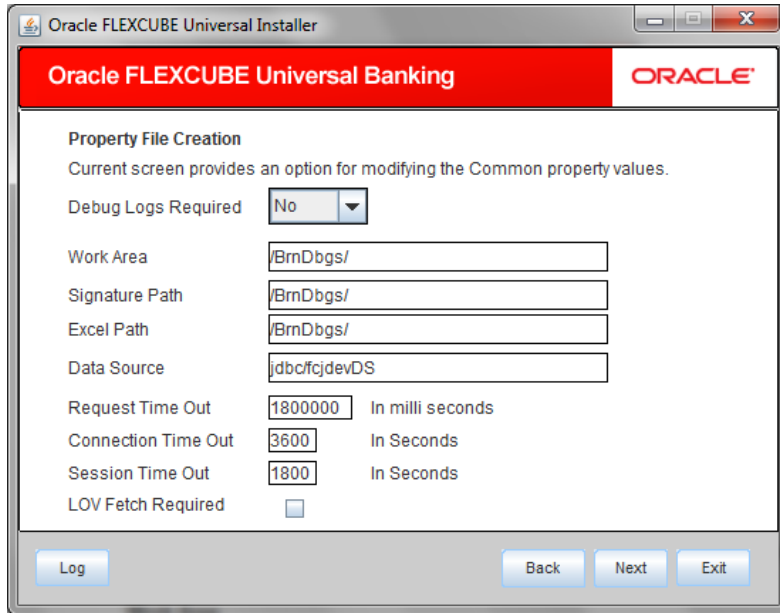 Oracle FLEXCUBE Universal Installer
Oracle FLEXCUBE Universal Banking ORACLE
Property File Creation
Current screen provides an option for modifying the Common property values.
Debug Logs Required No
Work Area /BrnDbgs/
Signature Path /BrnDbgs/
Excel Path /BrnDbgs/
Data Source jdbc/fcjdevDS
Request Time Out 1800000 In milli seconds
Connection Time Out 3600 In Seconds
Session Time Out 1800 In Seconds
LOV Fetch Required
Log Back Next Exit